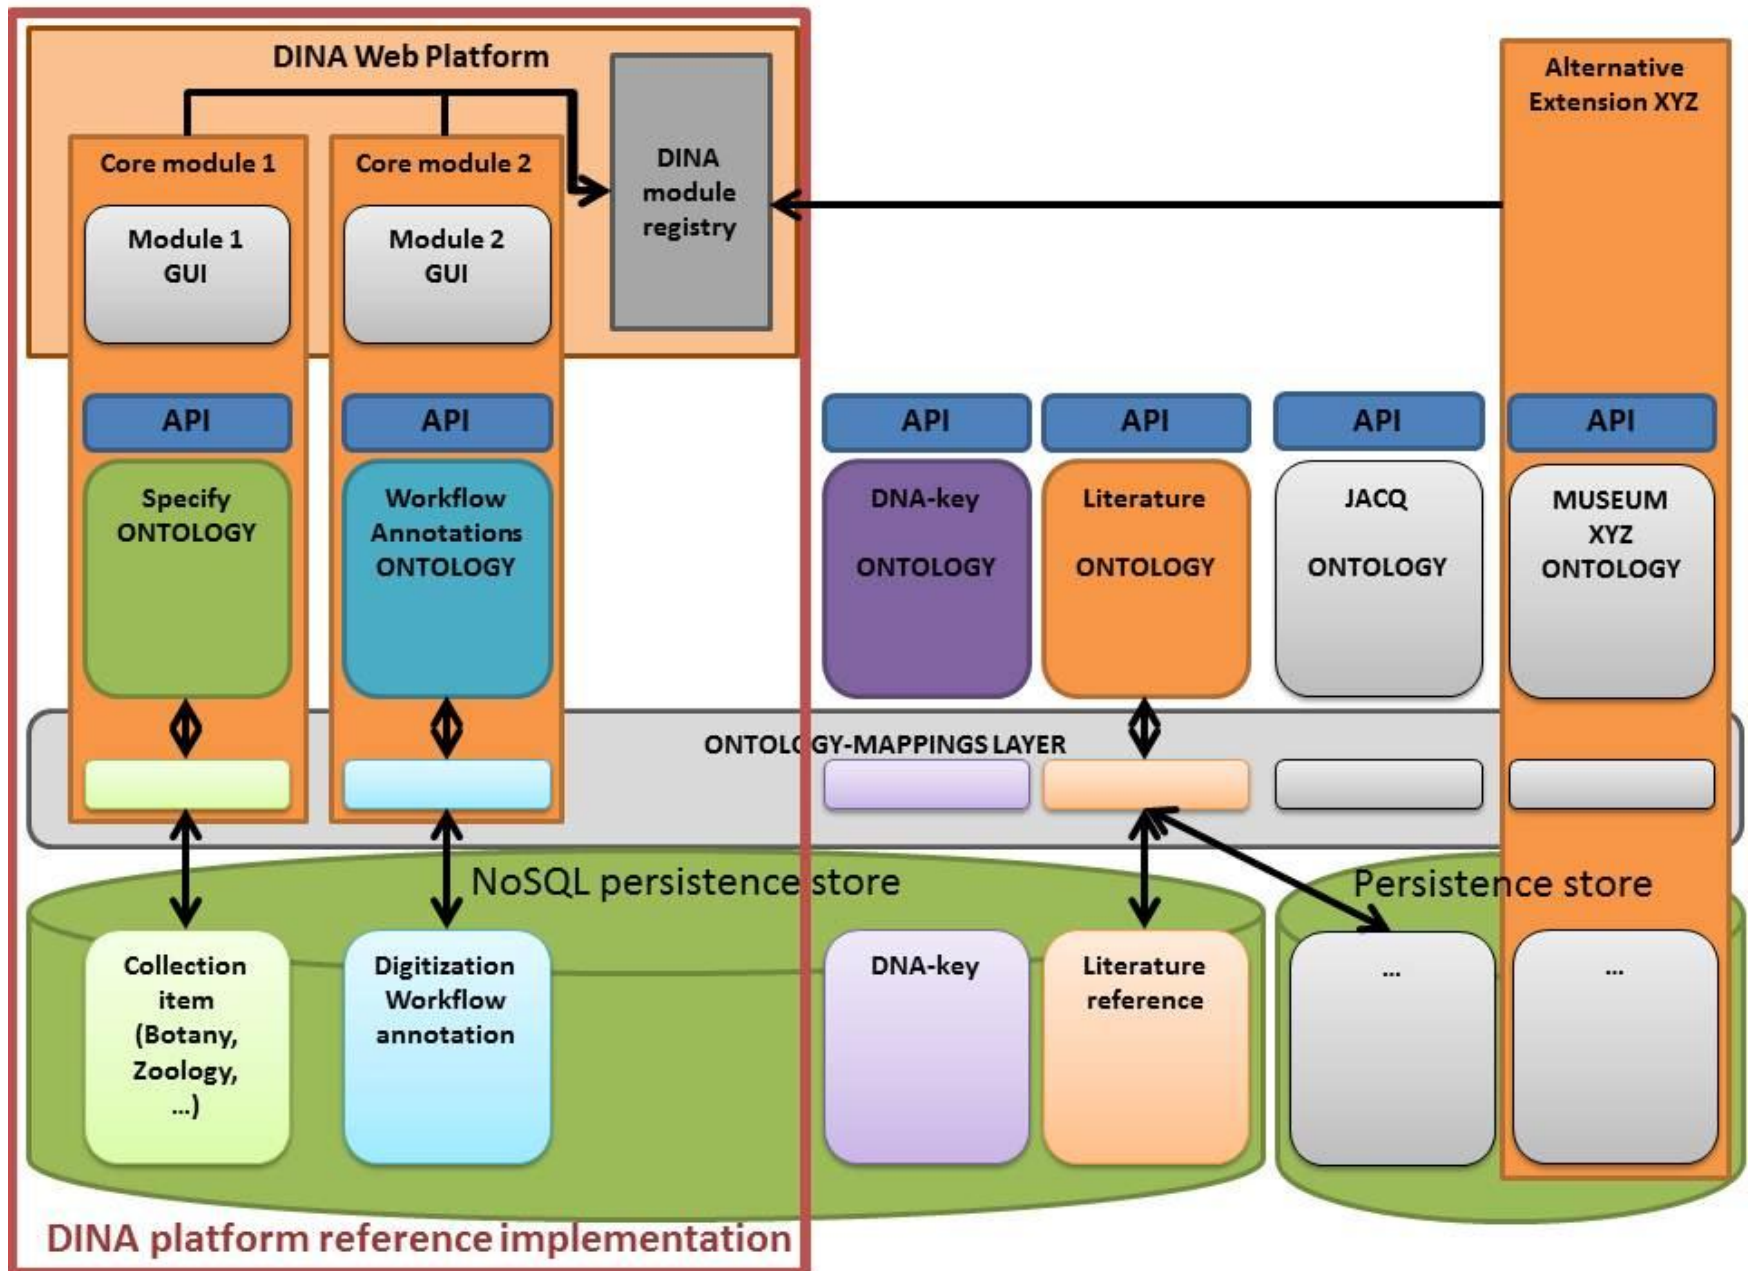 DINA Web Platform
Alternative
Extension XYZ
Core module 1
Core module 2
DINA
module
registry
Module 1
GUI
Module 2
GUI
API
API
API
API
API
API
Specify
ONTOLOGY
Workflow
Annotations
ONTOLOGY
DNA-key
ONTOLOGY
Literature
ONTOLOGY
JACQ
ONTOLOGY
MUSEUM
XYZ
ONTOLOGY
ONTOLOGY-MAPPINGS LAYER
NoSQL persistence store
Persistence store
Collection
item
(Botany,
Zoology,
...)
Digitization
Workflow
annotation
DNA-key
Literature
reference
...
...
DINA platform reference implementation